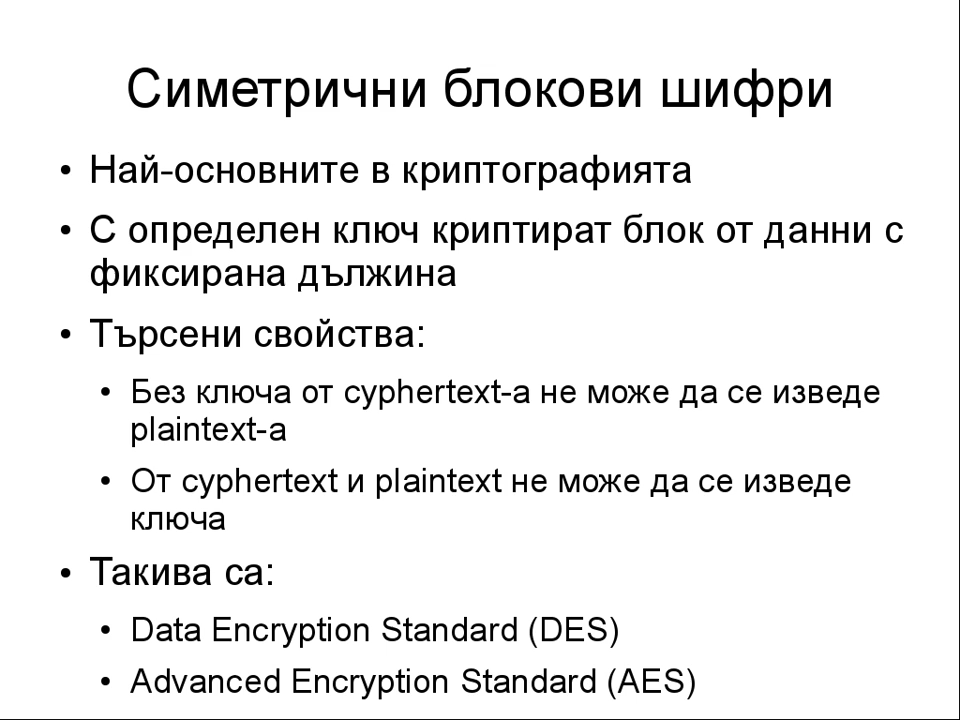 Симетрични блокови шифри
• Най-основните в криптографията
• С определен ключ криптират блок от данни с
фиксирана дължина
• Търсени свойства:
• Без ключа от cyphertext-а не може да се изведе
plaintext-а
• От cyphertext и plaintext не може да се изведе
ключа
• Такива са:
• Data Encryption Standard (DES)
• Advanced Encryption Standard (AES)